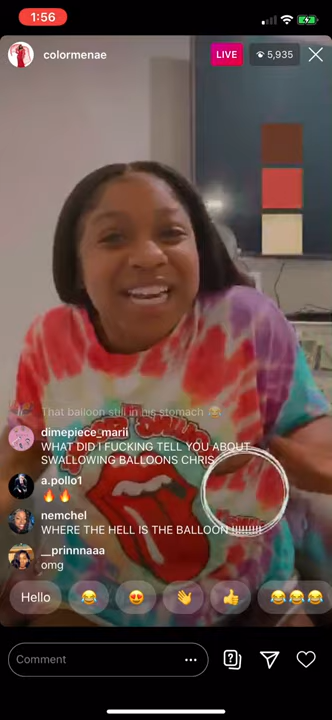 1:56
colormenae
LIVE
5,935
That balloon still in his stomach 😂
dimepiece_marii
WHAT DID I FUCKING TELL YOU ABOUT
SWALLOWING BALLOONS CHRIS
a.pollo1
🔥🔥
nemchel
WHERE THE HELL IS THE BALLOON !!!!!!!!!
__prinnnaaa
omg
Hello
Comment